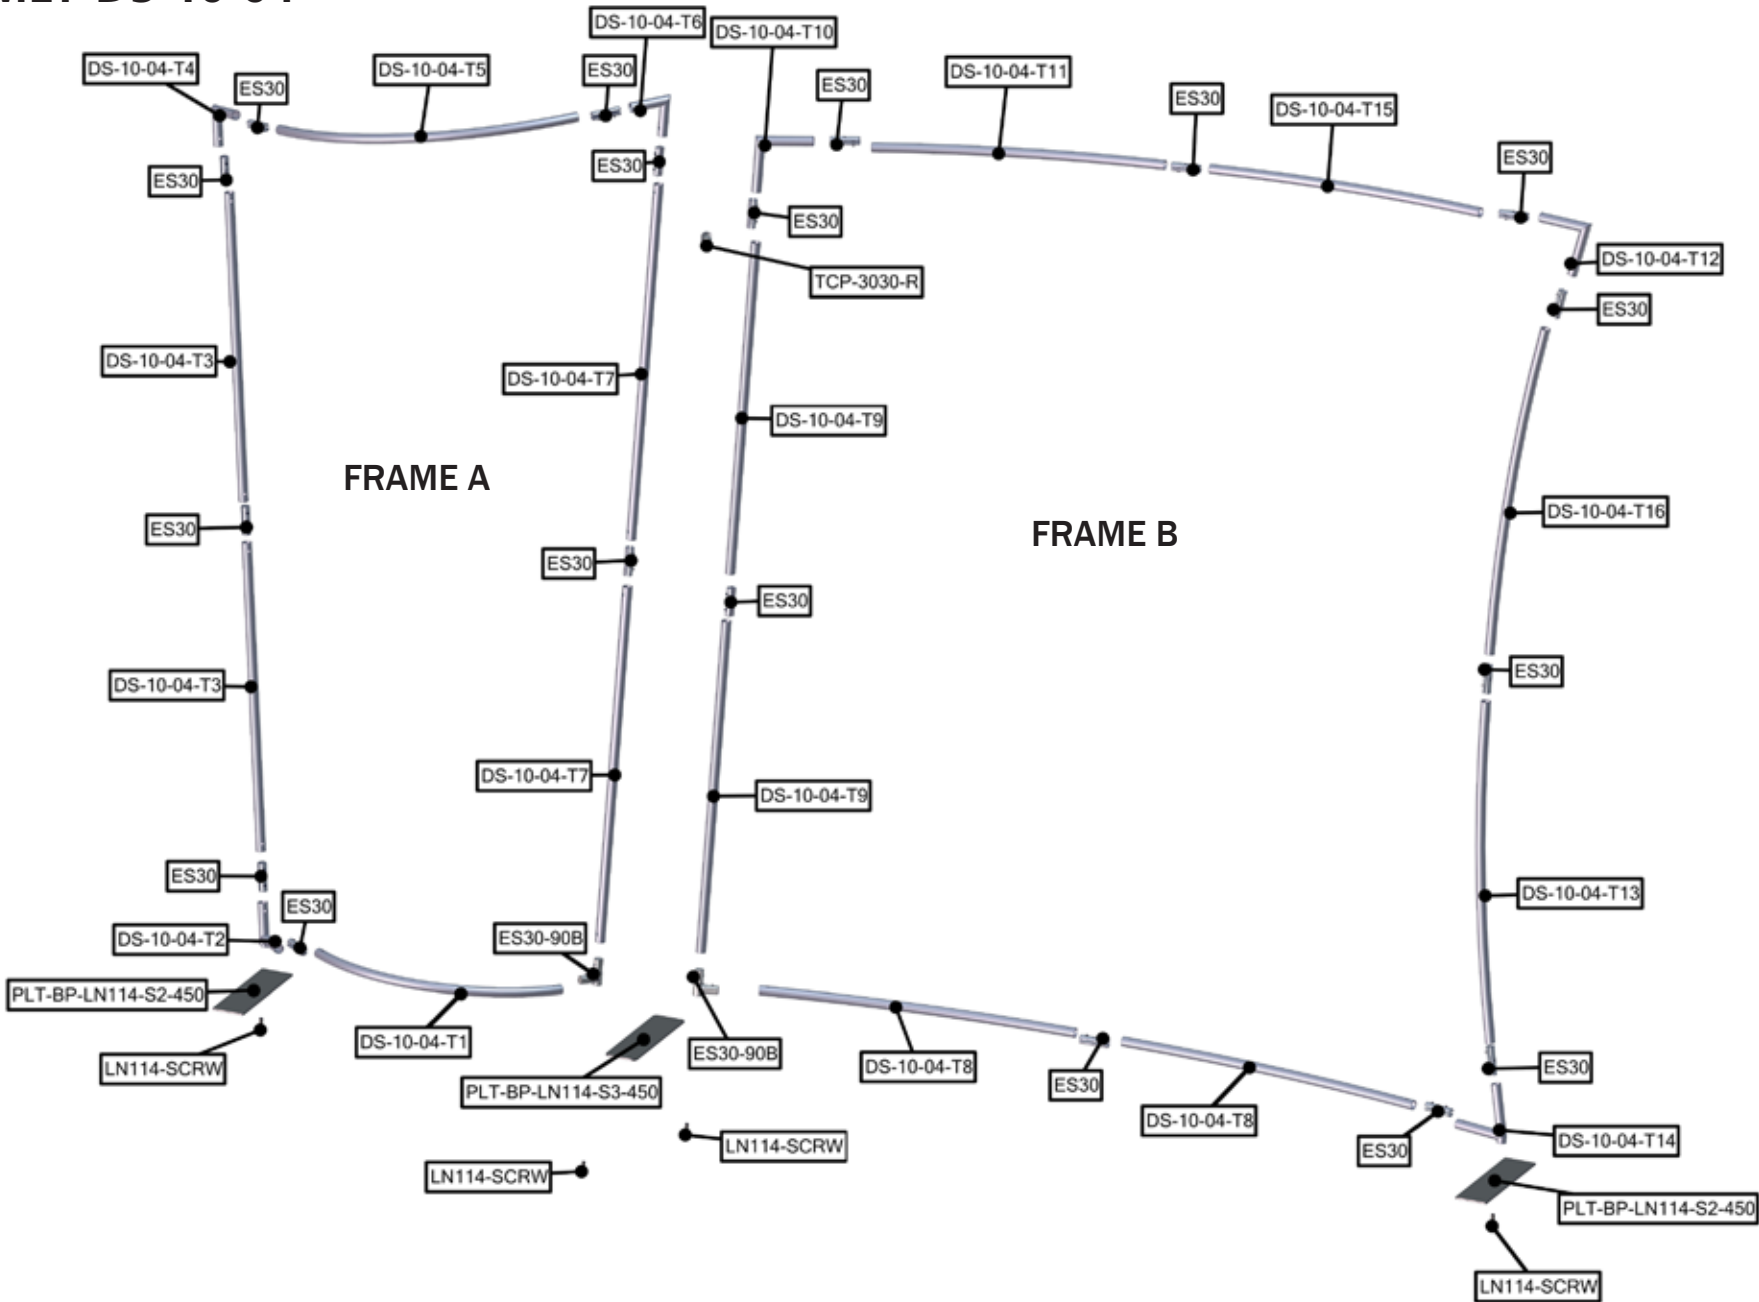 DS-10-04
DS-10-04-T6
DS-10-04-T10
DS-10-04-T4
DS-10-04-T5
ES30
DS-10-04-T11
ES30
ES30
ES30
ES30
DS-10-04-T15
ES30
ES30
ES30
ES30
DS-10-04-T12
TCP-3030-R
ES30
DS-10-04-T3
DS-10-04-T7
DS-10-04-T9
FRAME A
DS-10-04-T16
ES30
FRAME B
ES30
ES30
ES30
DS-10-04-T3
DS-10-04-T7
DS-10-04-T9
ES30
DS-10-04-T13
ES30
DS-10-04-T2
ES30-90B
PLT-BP-LN114-S2-450
DS-10-04-T1
ES30-90B
LN114-SCRW
DS-10-04-T8
ES30
PLT-BP-LN114-S3-450
ES30
DS-10-04-T8
LN114-SCRW
ES30
DS-10-04-T14
LN114-SCRW
PLT-BP-LN114-S2-450
LN114-SCRW